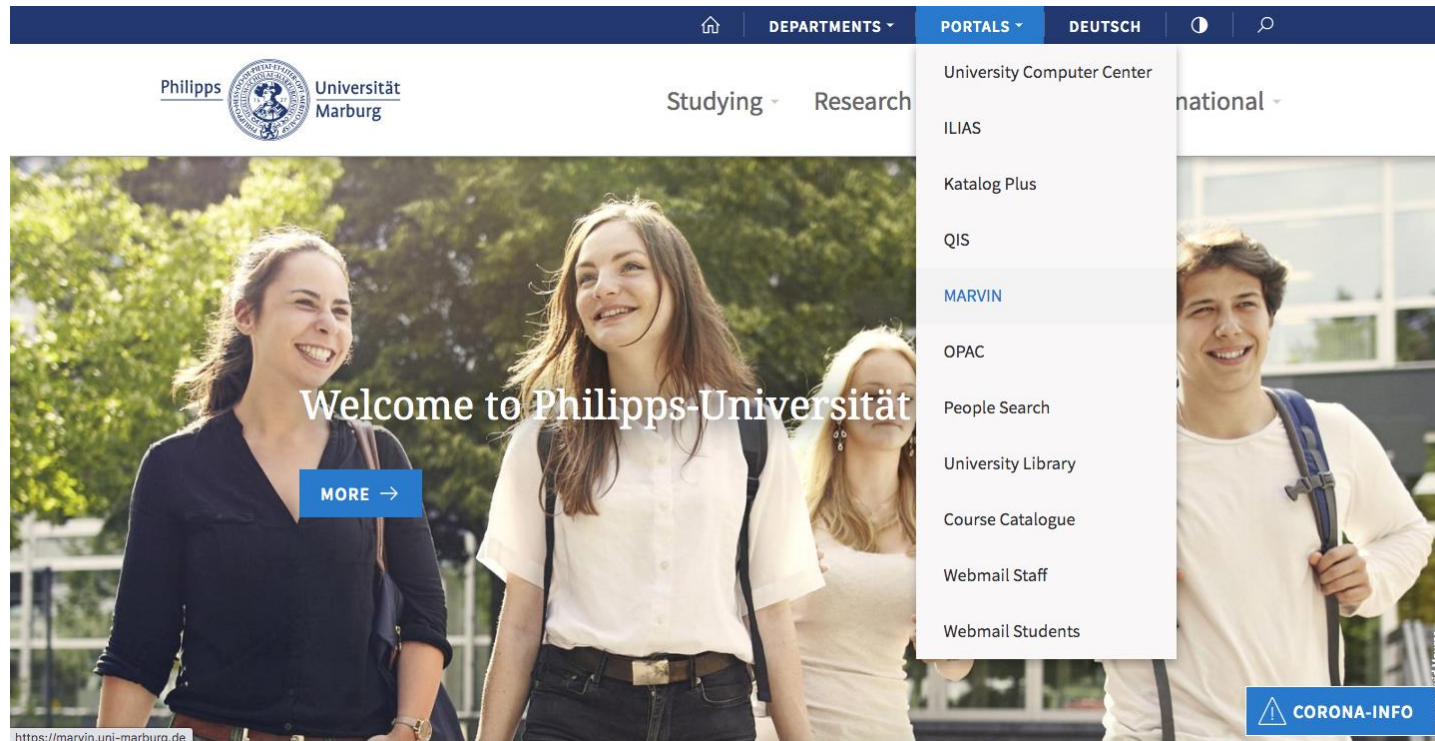 DEPARTMENTS
PORTALS
DEUTSCH
Philipps
Universität
Marburg
Studying
Research
national
University Computer Center
ILIAS
Katalog Plus
QIS
MARVIN
OPAC
People Search
University Library
Course Catalogue
Webmail Staff
Webmail Students
Welcome to Philipps-Universität
MORE →
CORONA-INFO
https://marvin.uni-marburg.de